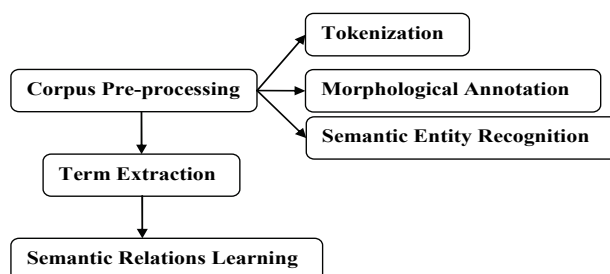 Tokenization
Corpus Pre-processing
Morphological Annotation
Semantic Entity Recognition
Term Extraction
Semantic Relations Learning